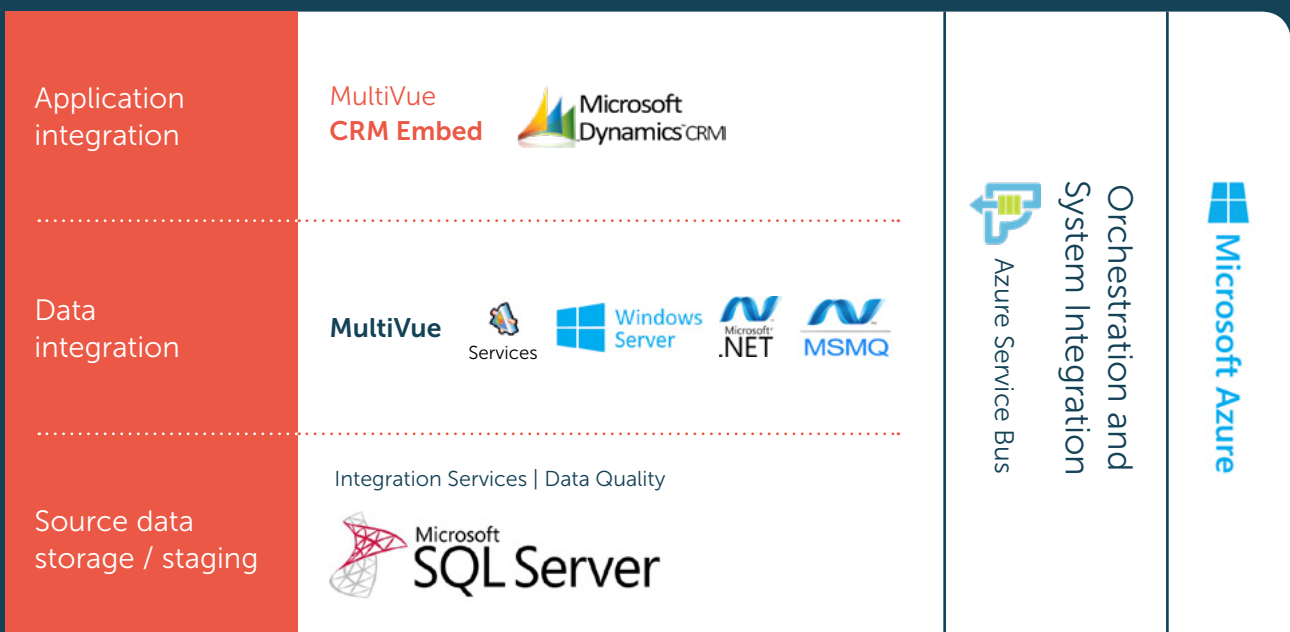 Application
integration
MultiVue
CRM Embed
Microsoft
Dynamics CRM
Data
integration
MultiVue
Services
Windows
Server
Microsoft
.NET
MSMQ
Source data
storage / staging
Integration Services | Data Quality
Microsoft
SQL Server
Orchestration and
System Integration
Azure Service Bus
Microsoft Azure